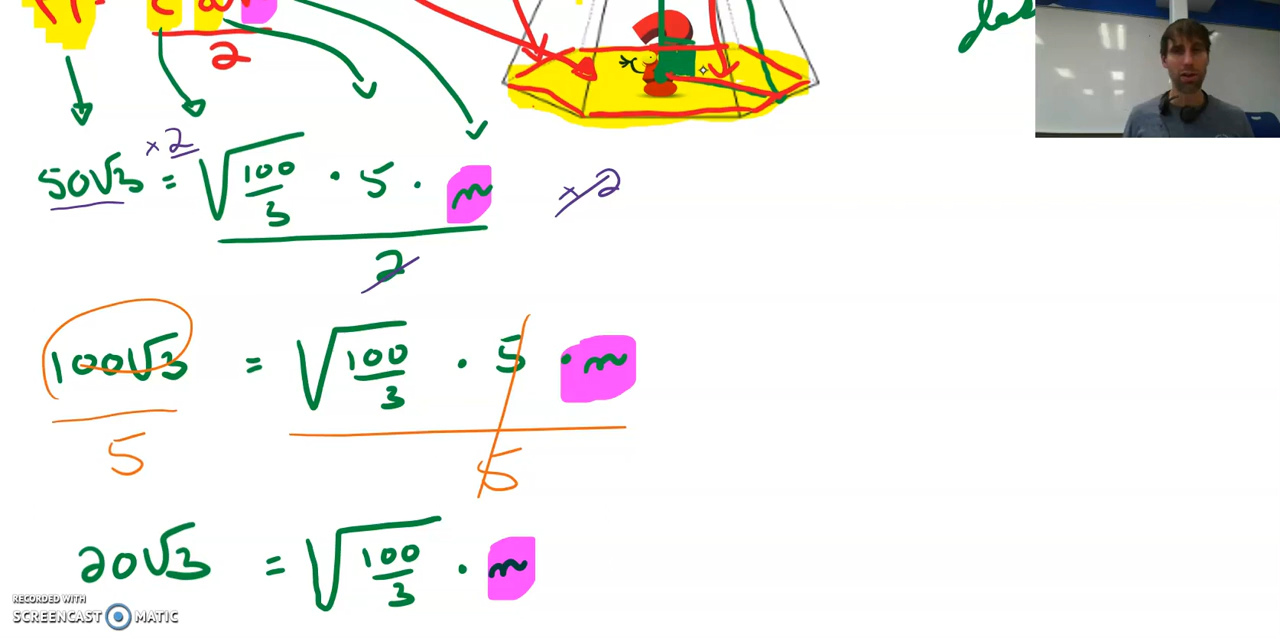 2
des
× 2
50√3 = √100/3 · 5 · m ×2
2
100√3 = √100/3 · 5 · m
5 5
20√3 = √100/3 · m
RECORDED WITH
SCREENCAST MATIC